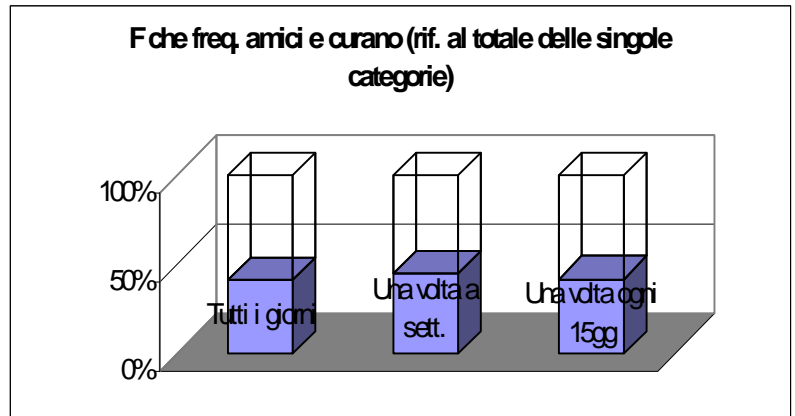 F che freq. amici e curano (rif. al totale delle singole
categorie)
100%
50%
0%
Tutti i giorni
Una volta a
sett.
Una volta ogni
15gg